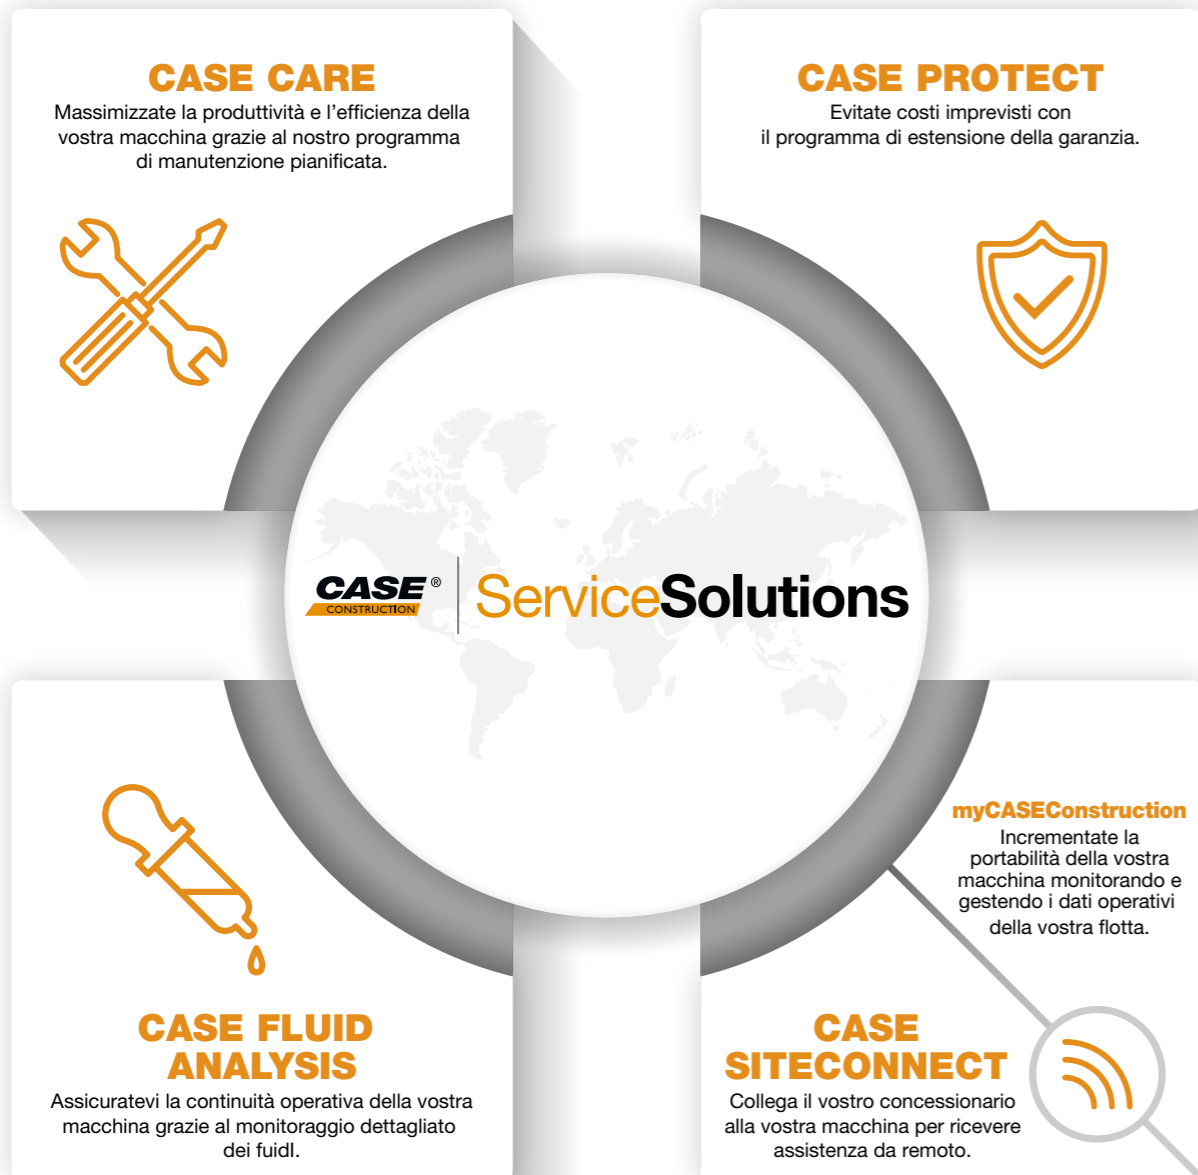 CASE CARE
Massimizzate la produttività e l'efficienza della
vostra macchina grazie al nostro programma
di manutenzione pianificata.
CASE PROTECT
Evitate costi imprevisti con
il programma di estensione della garanzia.
CASE®
CONSTRUCTION
ServiceSolutions
CASE FLUID
ANALYSIS
Assicuratevi la continuità operativa della vostra
macchina grazie al monitoraggio dettagliato
dei fuidI.
myCASEConstruction
Incrementate la
portabilità della vostra
macchina monitorando e
gestendo i dati operativi
della vostra flotta.
CASE
SITECONNECT
Collega il vostro concessionario
alla vostra macchina per ricevere
assistenza da remoto.